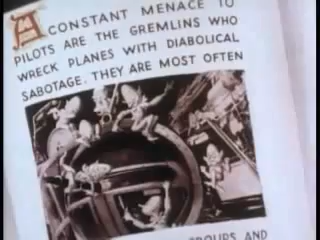 A CONSTANT MENACE TO
PILOTS ARE THE GREMLINS WHO
WRECK PLANES WITH DIABOLICAL
SABOTAGE. THEY ARE MOST OFTEN
GROUPS AND